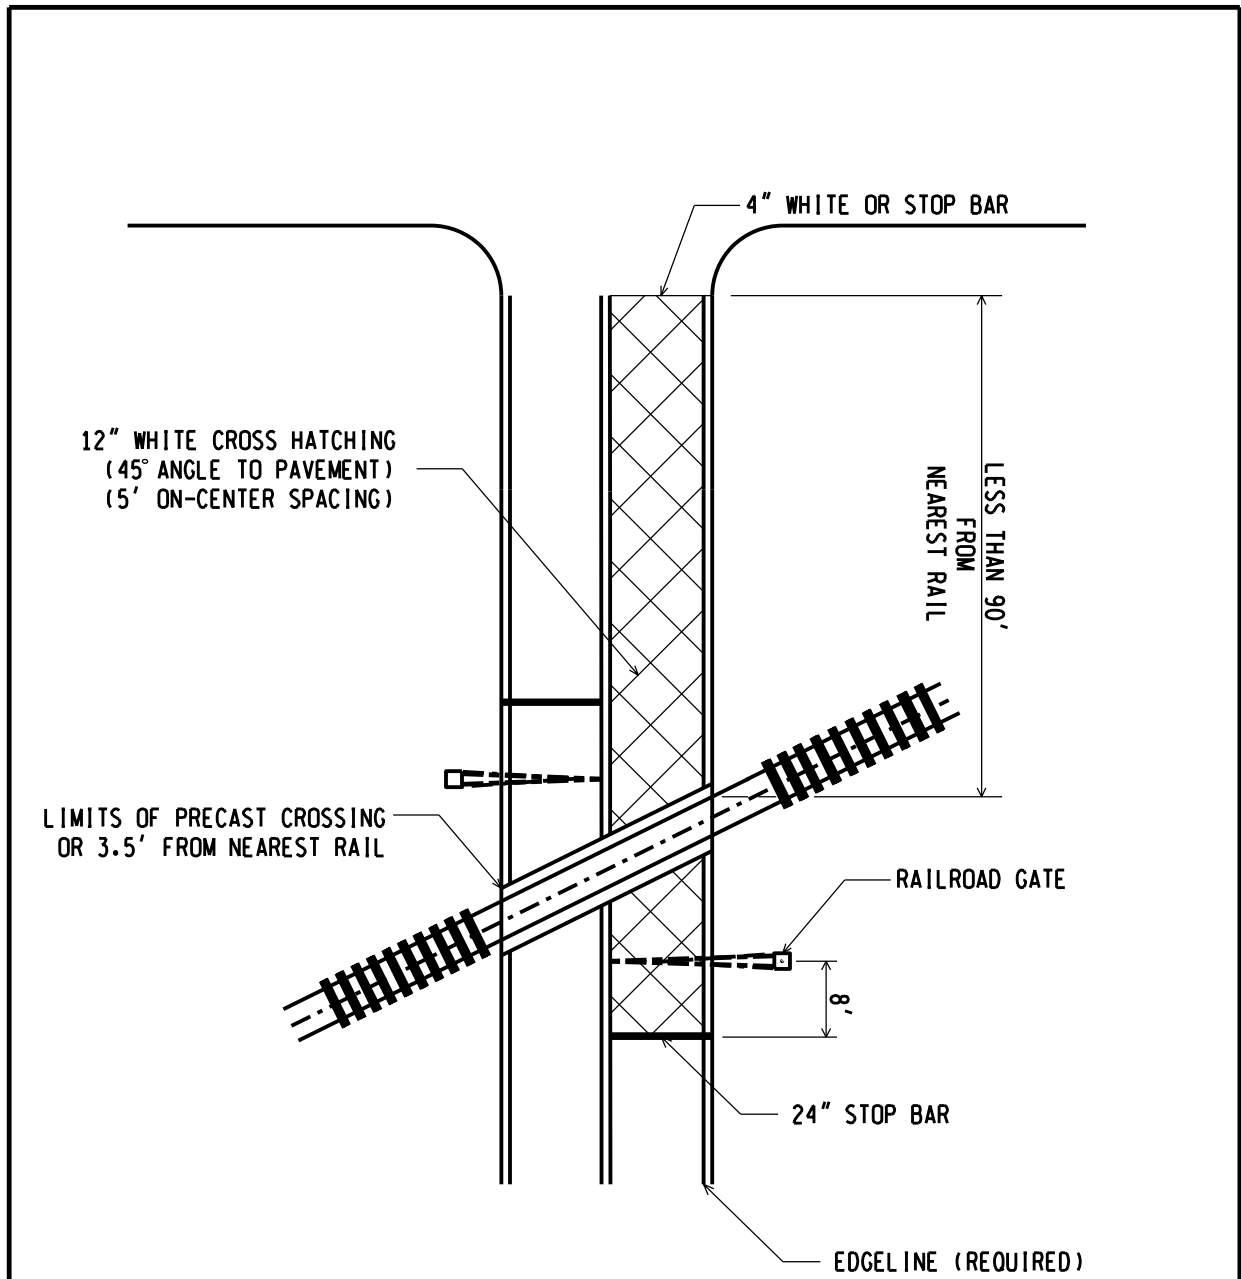 4" WHITE OR STOP BAR
12" WHITE CROSS HATCHING
(45° ANGLE TO PAVEMENT)
(5' ON-CENTER SPACING)
LESS THAN 90'
FROM
NEAREST RAIL
LIMITS OF PRECAST CROSSING
OR 3.5' FROM NEAREST RAIL
RAILROAD GATE
8'
24" STOP BAR
EDGELINE (REQUIRED)